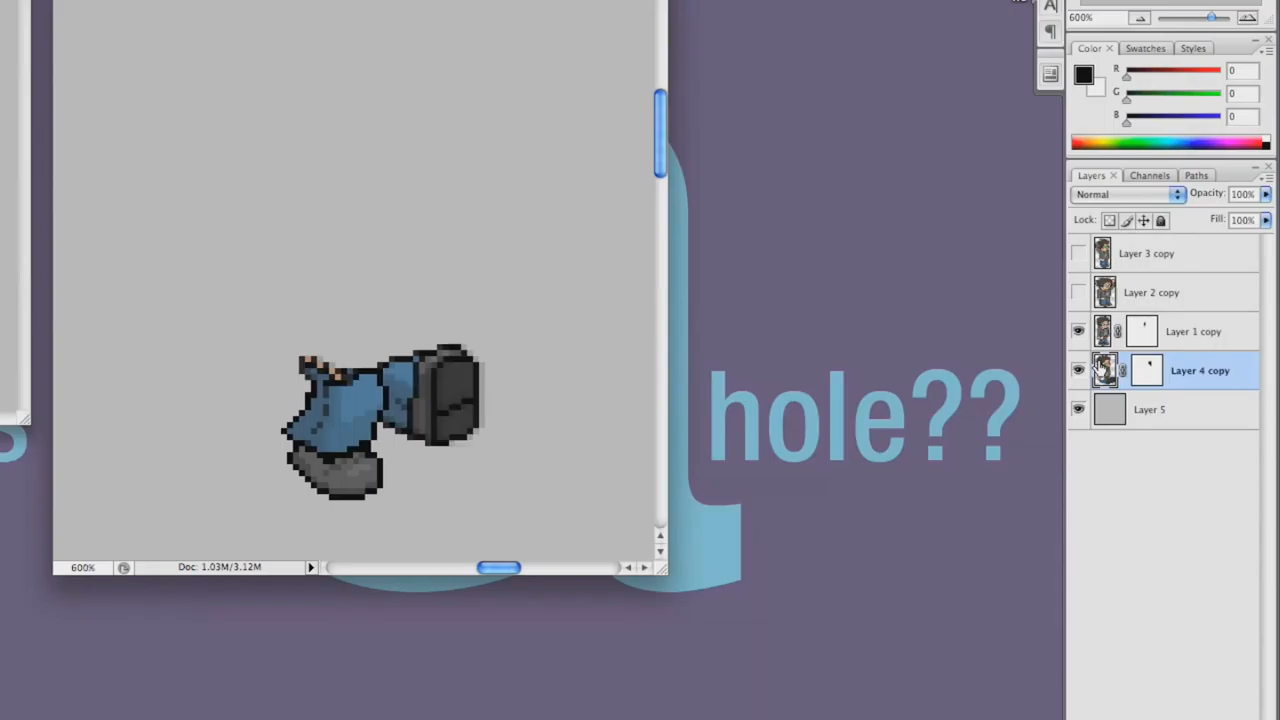 600%
Color
Swatches
Styles
R
0
G
0
B
0
Layers
Channels
Paths
Normal
Opacity: 100%
Lock:
Fill: 100%
Layer 3 copy
Layer 2 copy
Layer 1 copy
Layer 4 copy
Layer 5
hole??
600%
Doc: 1.03M/3.12M